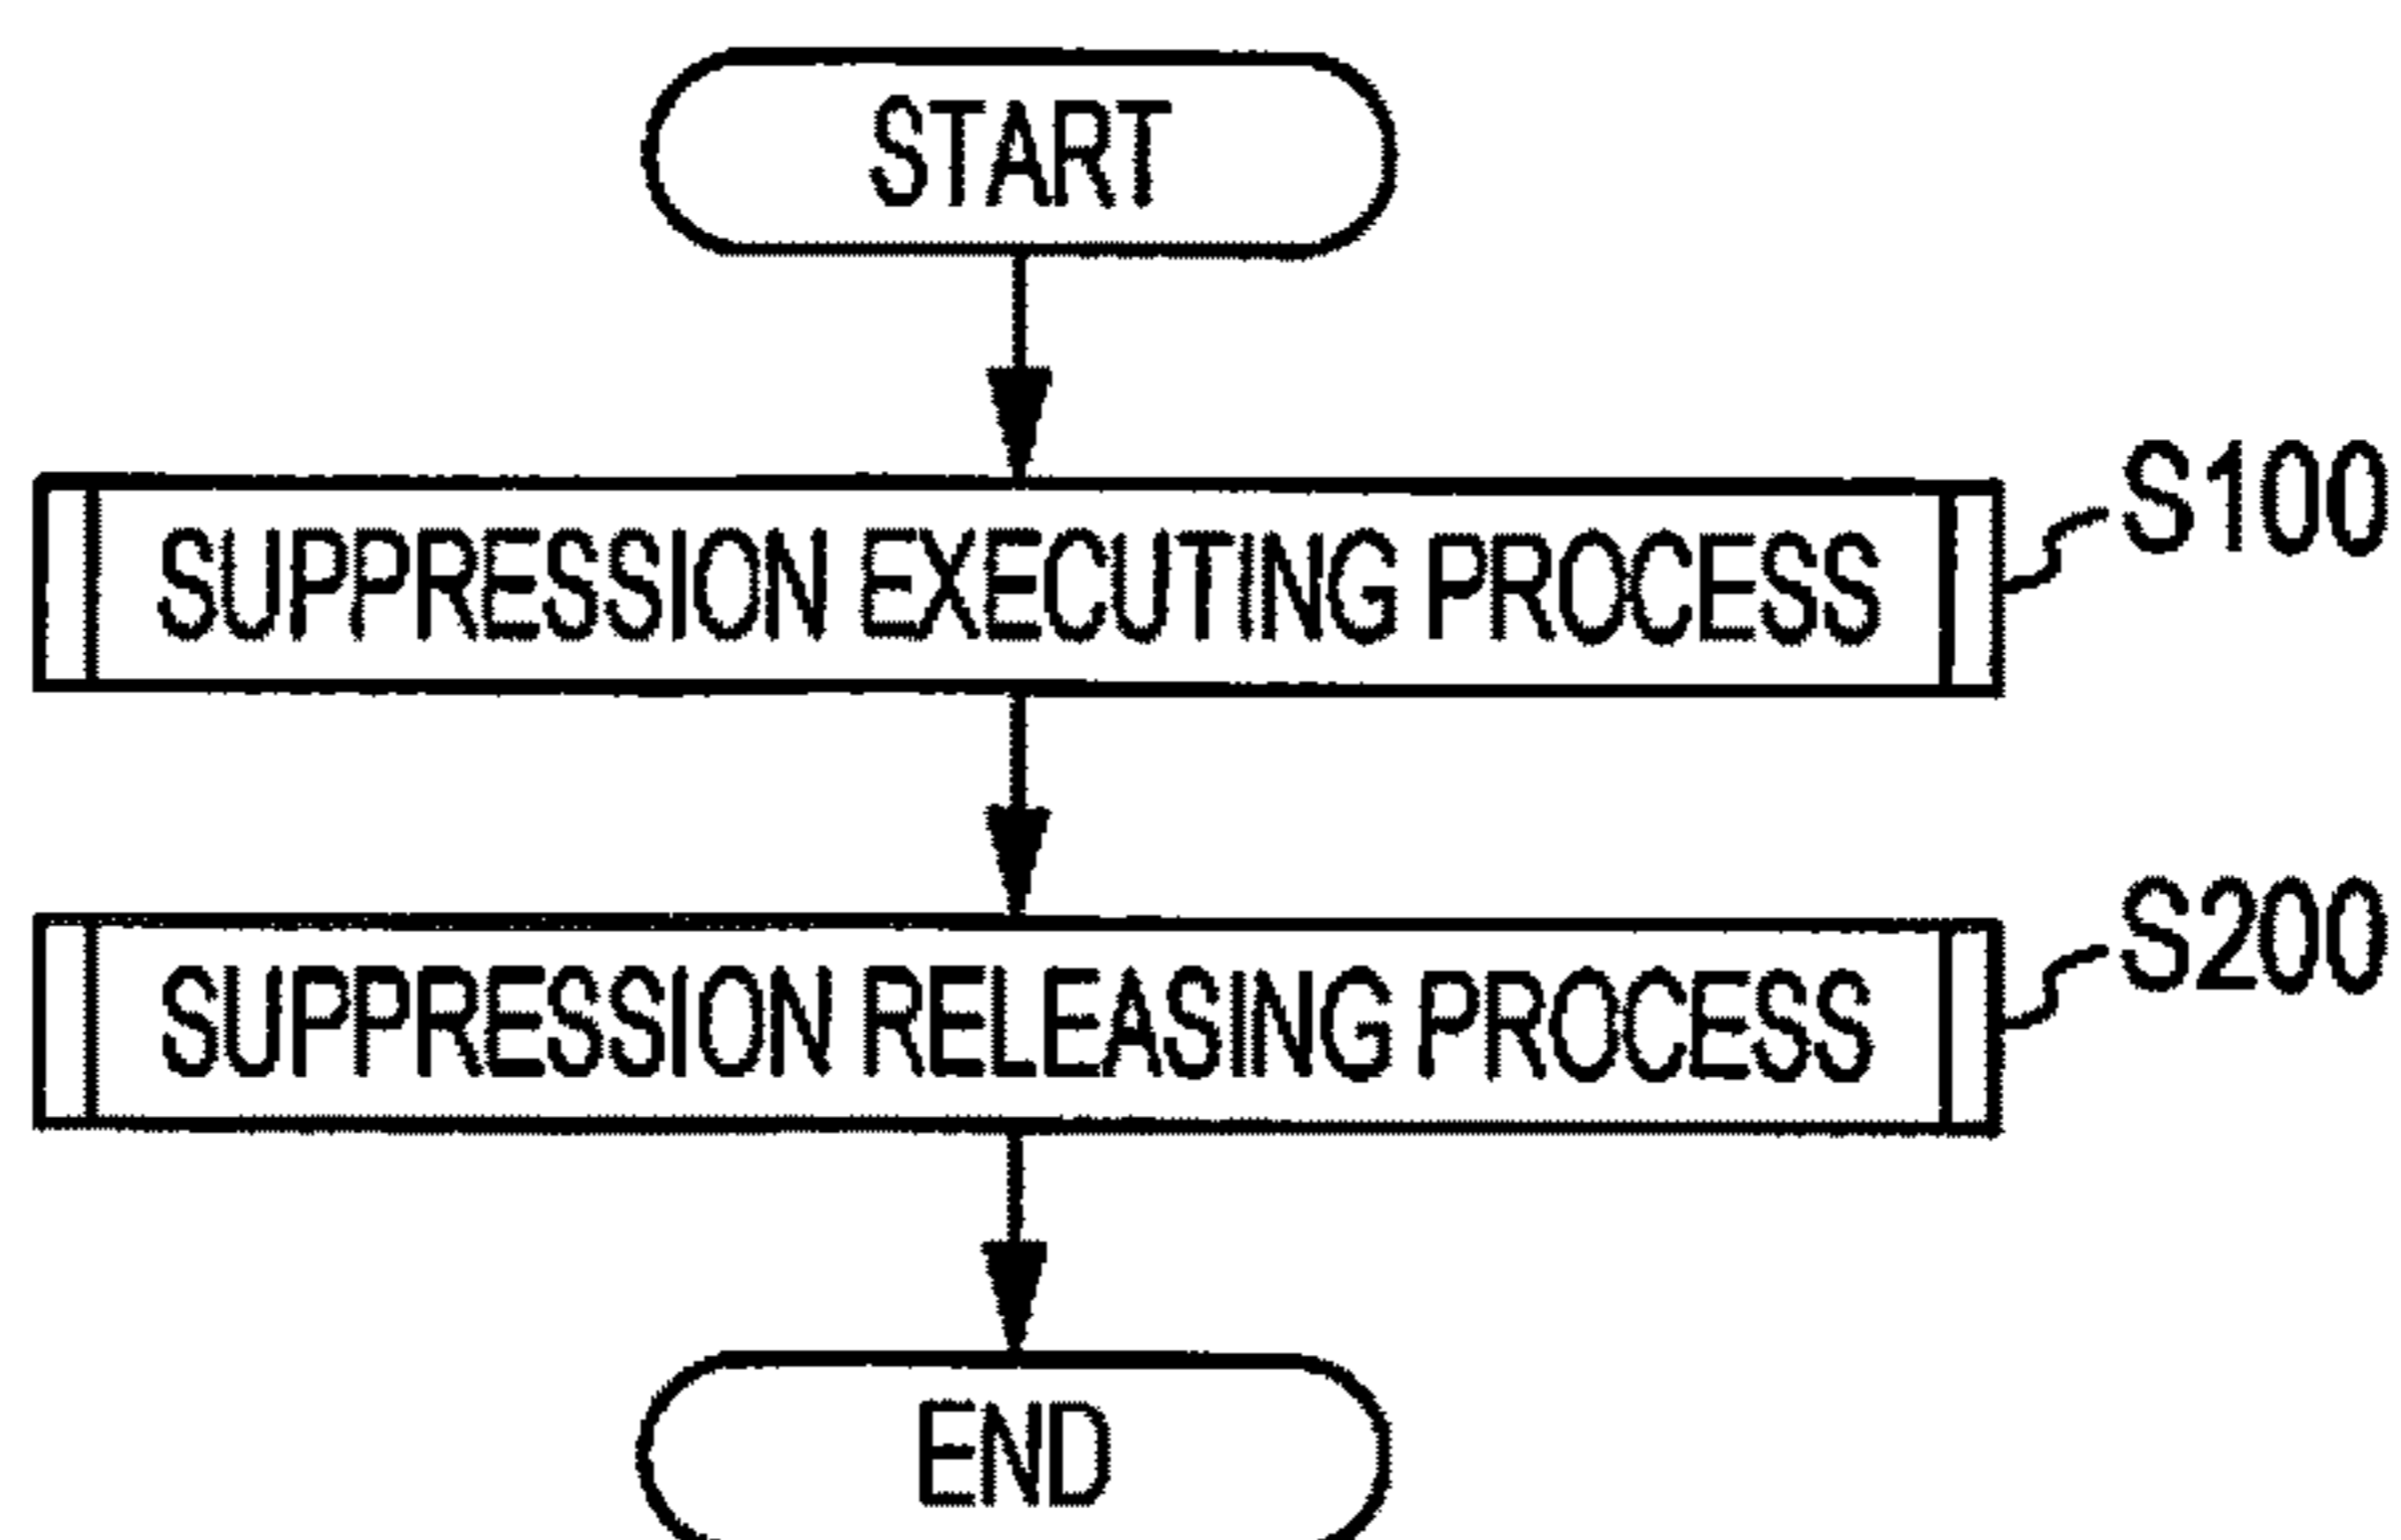 START
SUPPRESSION EXECUTING PROCESS
S100
SUPPRESSION RELEASING PROCESS
S200
END